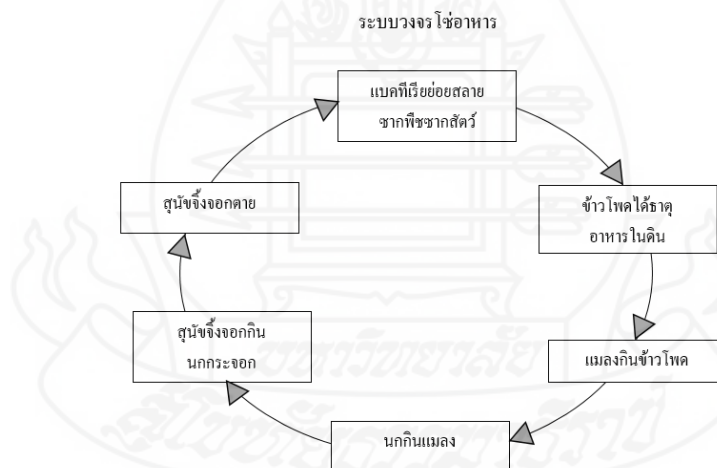 ระบบวงจรโซ่อาหาร
แบคทีเรียย่อยสลาย
ซากพืชซากสัตว์
ข้าวโพดได้ธาตุ
อาหารในดิน
แมลงกินข้าวโพด
นกกินแมลง
สุนัขจิ้งจอกกิน
นกกระจอก
สุนัขจิ้งจอกตาย